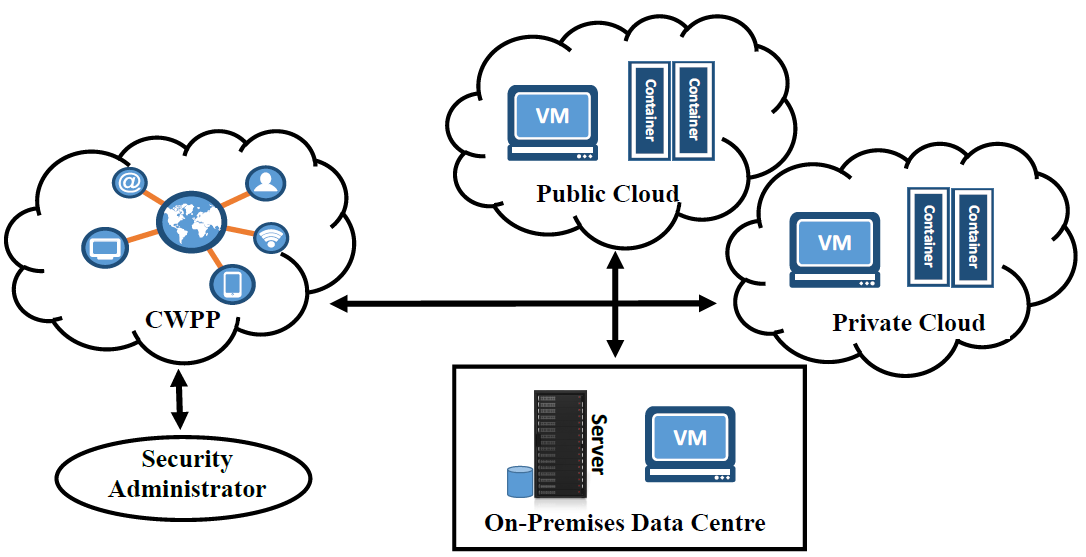 VM
Container
Container
Public Cloud
VM
Container
Container
Private Cloud
@
CWPP
Security
Administrator
Server
VM
On-Premises Data Centre